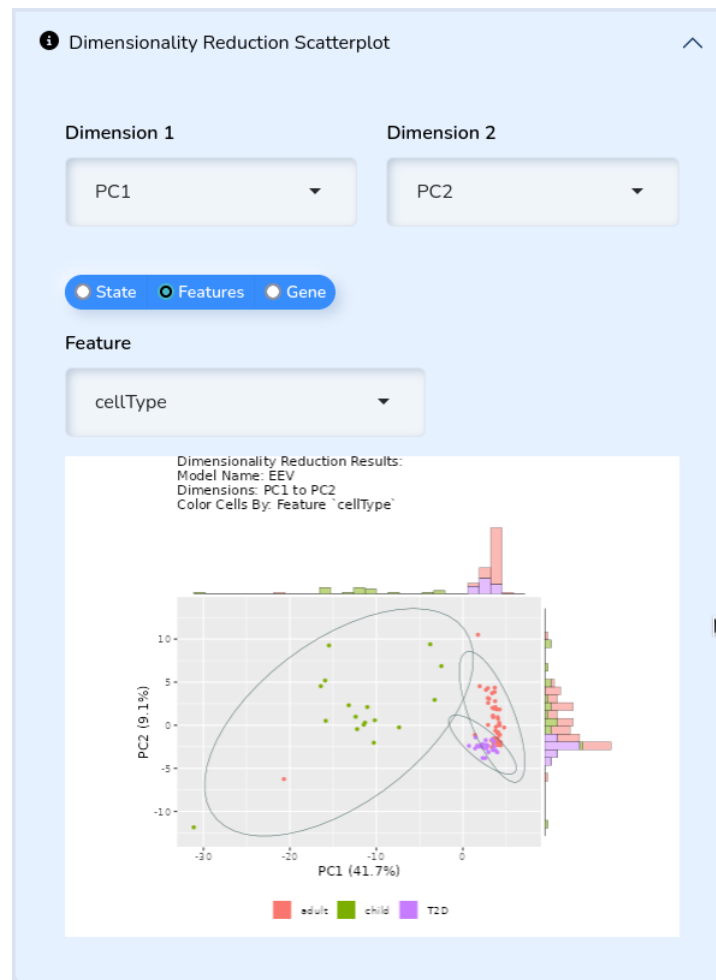 Dimensionality Reduction Scatterplot
Dimension 1
Dimension 2
PC1
PC2
State
Features
Gene
Feature
cellType
Dimensionality Reduction Results:
Model Name: EEV
Dimensions: PC1 to PC2
Color Cells By: Feature `cellType`
PC2 (9.1%)
10
5
0
-5
-10
-30
-20
-10
0
PC1 (41.7%)
adult
child
T2D